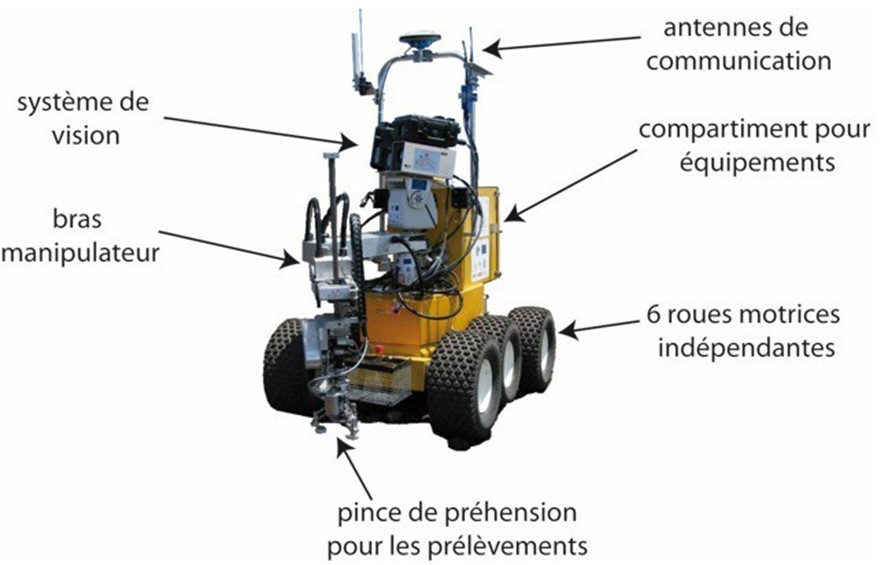 antennes de
communication
système de
vision
compartiment pour
équipements
bras
manipulateur
6 roues motrices
indépendantes
pince de préhension
pour les prélèvements